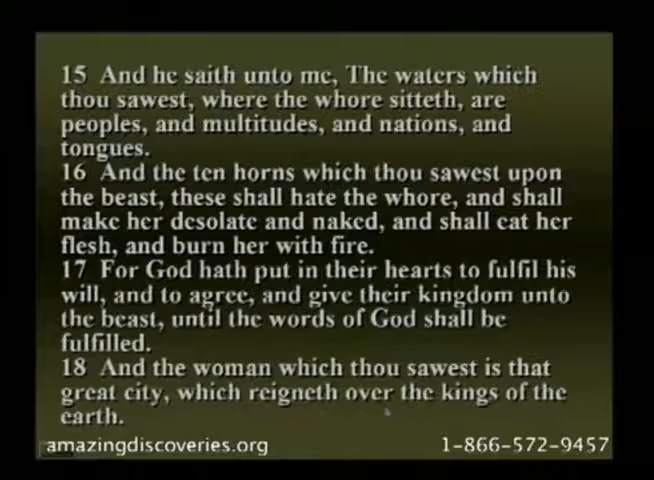 15 And he saith unto me, The waters which
thou sawest, where the whore sitteth, are
peoples, and multitudes, and nations, and
tongues.
16 And the ten horns which thou sawest upon
the beast, these shall hate the whore, and shall
make her desolate and naked, and shall eat her
flesh, and burn her with fire.
17 For God hath put in their hearts to fulfil his
will, and to agree, and give their kingdom unto
the beast, until the words of God shall be
fulfilled.
18 And the woman which thou sawest is that
great city, which reigneth over the kings of the
earth.
amazingdiscoveries.org 1-866-572-9457